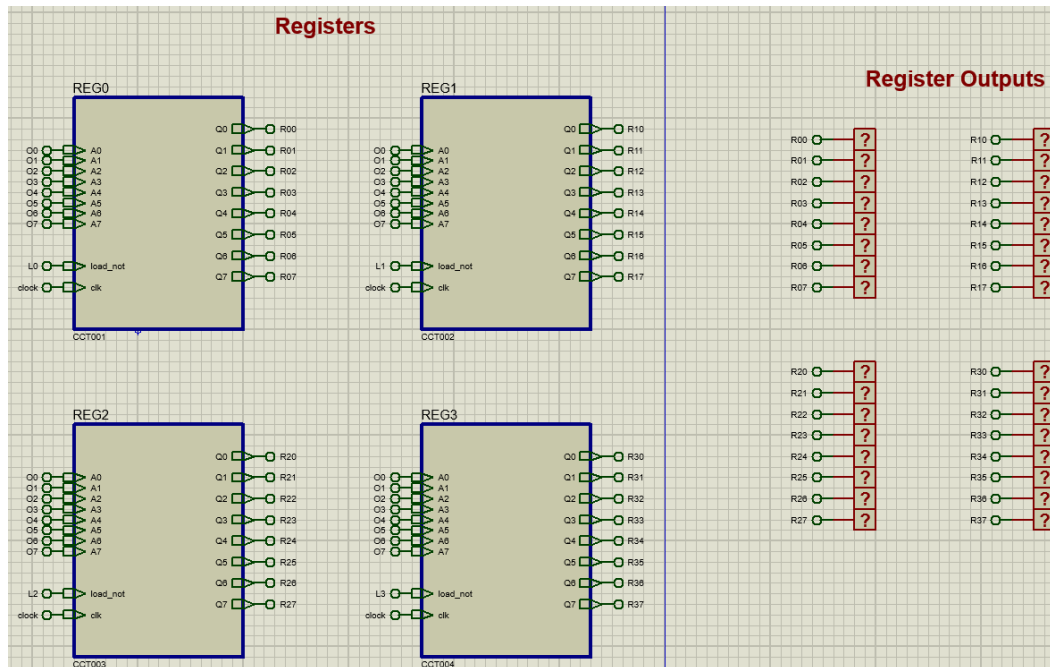 Registers
REG0
Q0 R00
Q1 R01
Q2 R02
Q3 R03
Q4 R04
Q5 R05
Q6 R06
Q7 R07
O0 A0
O1 A1
O2 A2
O3 A3
O4 A4
O5 A5
O6 A6
O7 A7
L0 load_not
clock clk
CCT001
REG1
Q0 R10
Q1 R11
Q2 R12
Q3 R13
Q4 R14
Q5 R15
Q6 R16
Q7 R17
O0 A0
O1 A1
O2 A2
O3 A3
O4 A4
O5 A5
O6 A6
O7 A7
L1 load_not
clock clk
CCT002
REG2
Q0 R20
Q1 R21
Q2 R22
Q3 R23
Q4 R24
Q5 R25
Q6 R26
Q7 R27
O0 A0
O1 A1
O2 A2
O3 A3
O4 A4
O5 A5
O6 A6
O7 A7
L2 load_not
clock clk
CCT003
REG3
Q0 R30
Q1 R31
Q2 R32
Q3 R33
Q4 R34
Q5 R35
Q6 R36
Q7 R37
O0 A0
O1 A1
O2 A2
O3 A3
O4 A4
O5 A5
O6 A6
O7 A7
L3 load_not
clock clk
CCT004
Register Outputs
R00 ?
R01 ?
R02 ?
R03 ?
R04 ?
R05 ?
R06 ?
R07 ?
R10 ?
R11 ?
R12 ?
R13 ?
R14 ?
R15 ?
R16 ?
R17 ?
R20 ?
R21 ?
R22 ?
R23 ?
R24 ?
R25 ?
R26 ?
R27 ?
R30 ?
R31 ?
R32 ?
R33 ?
R34 ?
R35 ?
R36 ?
R37 ?